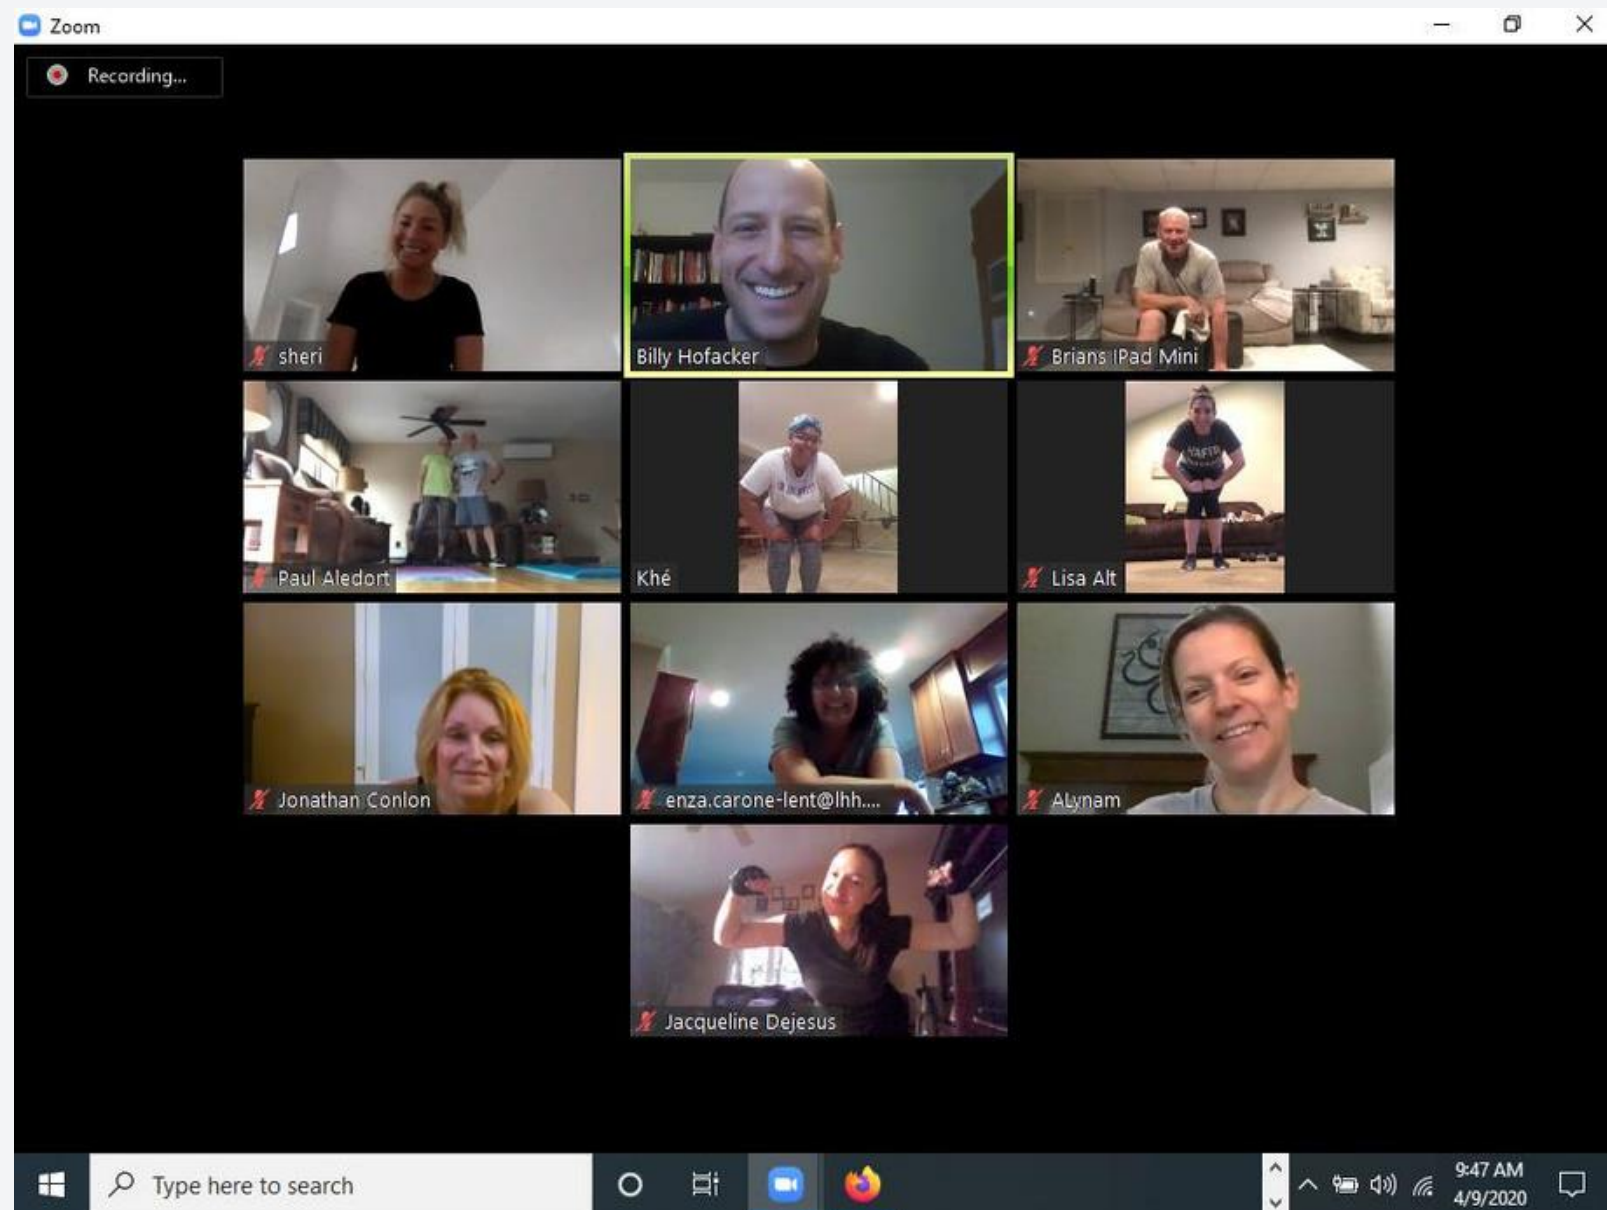 Zoom
Recording...
sheri
Billy Hofacker
Brians IPad Mini
Paul Aledort
Khé
Lisa Alt
Jonathan Conlon
enza.carone-lent@lhh....
ALynam
Jacqueline Dejesus
Type here to search
9:47 AM
4/9/2020